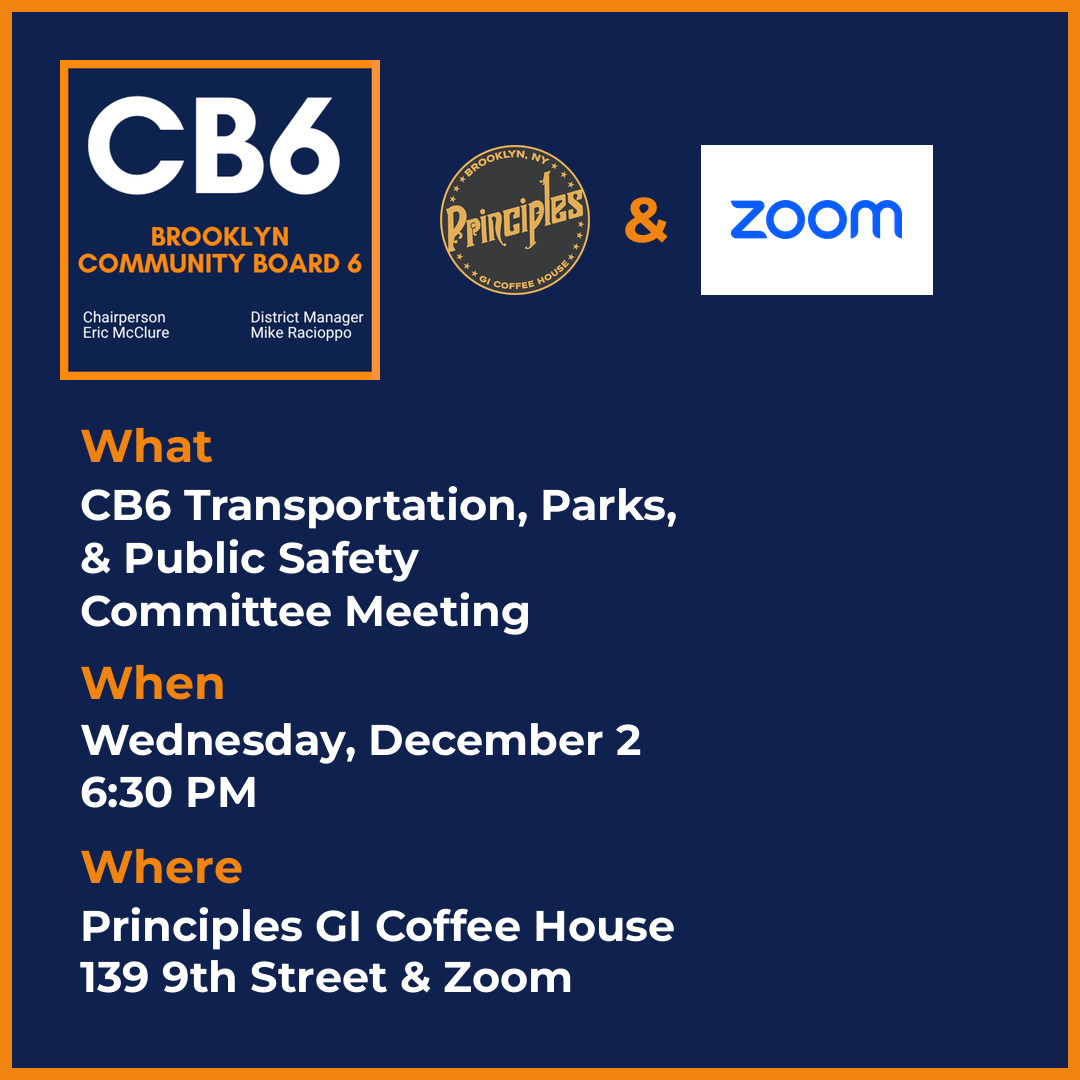 CB6
BROOKLYN
COMMUNITY BOARD 6
Chairperson
Eric McClure
District Manager
Mike Racioppo
BROOKLYN, NY
Principles
GI COFFEE HOUSE
&
zoom
What
CB6 Transportation, Parks,
& Public Safety
Committee Meeting
When
Wednesday, December 2
6:30 PM
Where
Principles GI Coffee House
139 9th Street & Zoom